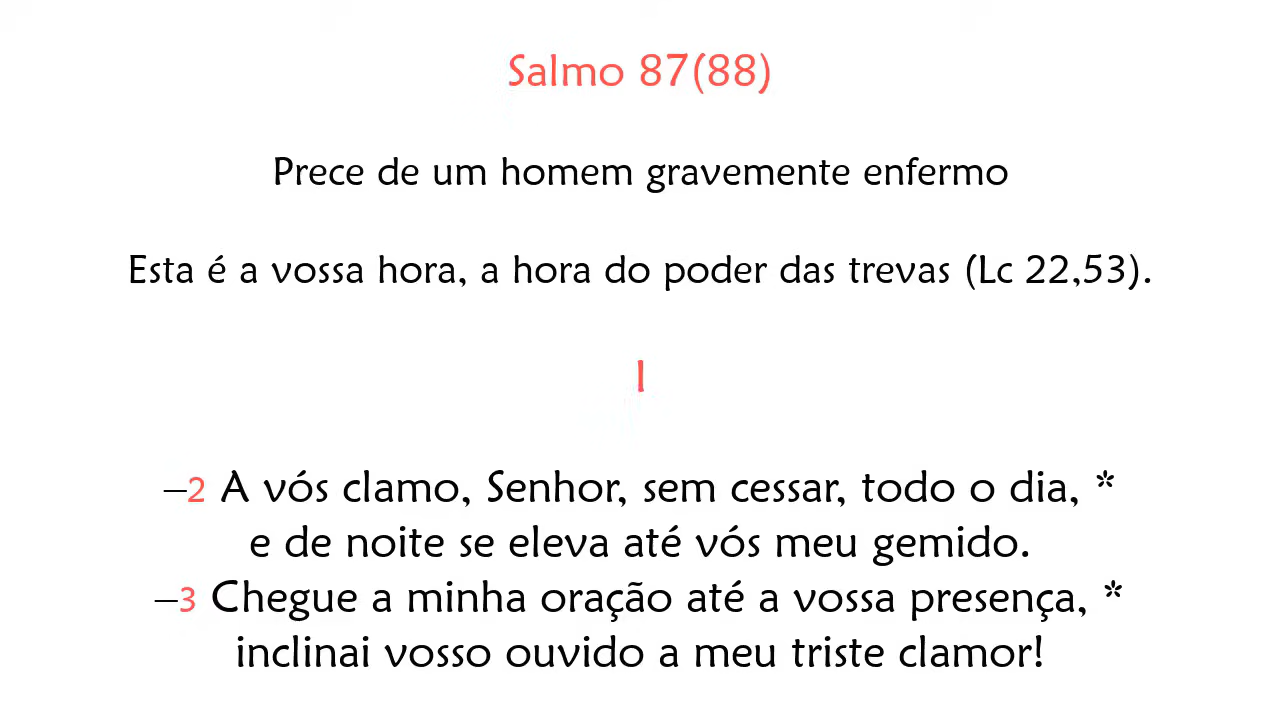 Salmo 87(88)
Prece de um homem gravemente enfermo
Esta é a vossa hora, a hora do poder das trevas (Lc 22,53).
I
–2 A vós clamo, Senhor, sem cessar, todo o dia, *
e de noite se eleva até vós meu gemido.
–3 Chegue a minha oração até a vossa presença, *
inclinai vosso ouvido a meu triste clamor!